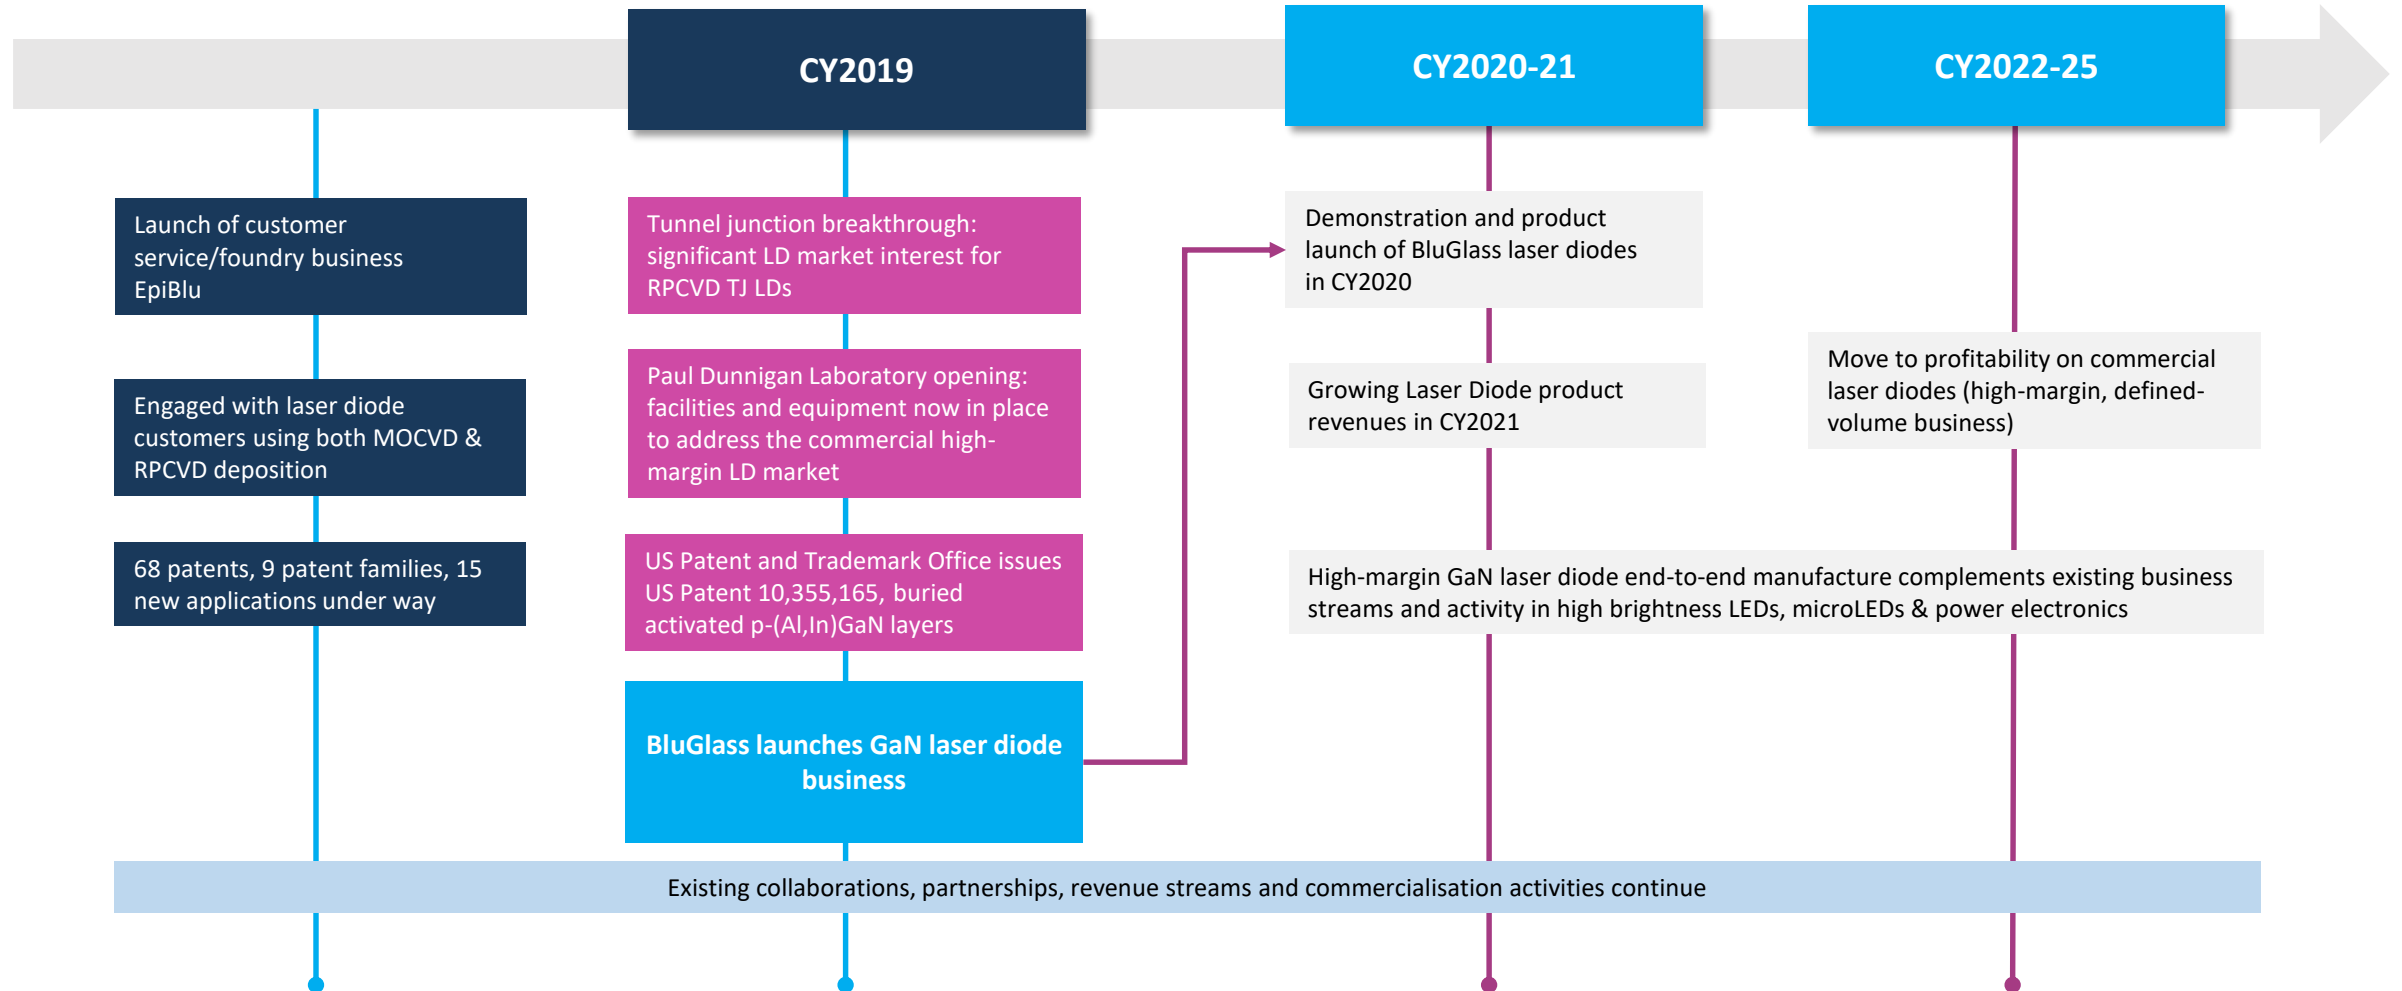 CY2019
CY2020-21
CY2022-25
Launch of customer
service/foundry business
EpiBlu
Engaged with laser diode
customers using both MOCVD &
RPCVD deposition
68 patents, 9 patent families, 15
new applications under way
Tunnel junction breakthrough:
significant LD market interest for
RPCVD TJ LDs
Paul Dunnigan Laboratory opening:
facilities and equipment now in place
to address the commercial high-
margin LD market
US Patent and Trademark Office issues
US Patent 10,355,165, buried
activated p-(Al,In)GaN layers
BluGlass launches GaN laser diode
business
Demonstration and product
launch of BluGlass laser diodes
in CY2020
Growing Laser Diode product
revenues in CY2021
Move to profitability on commercial
laser diodes (high-margin, defined-
volume business)
High-margin GaN laser diode end-to-end manufacture complements existing business
streams and activity in high brightness LEDs, microLEDs & power electronics
Existing collaborations, partnerships, revenue streams and commercialisation activities continue